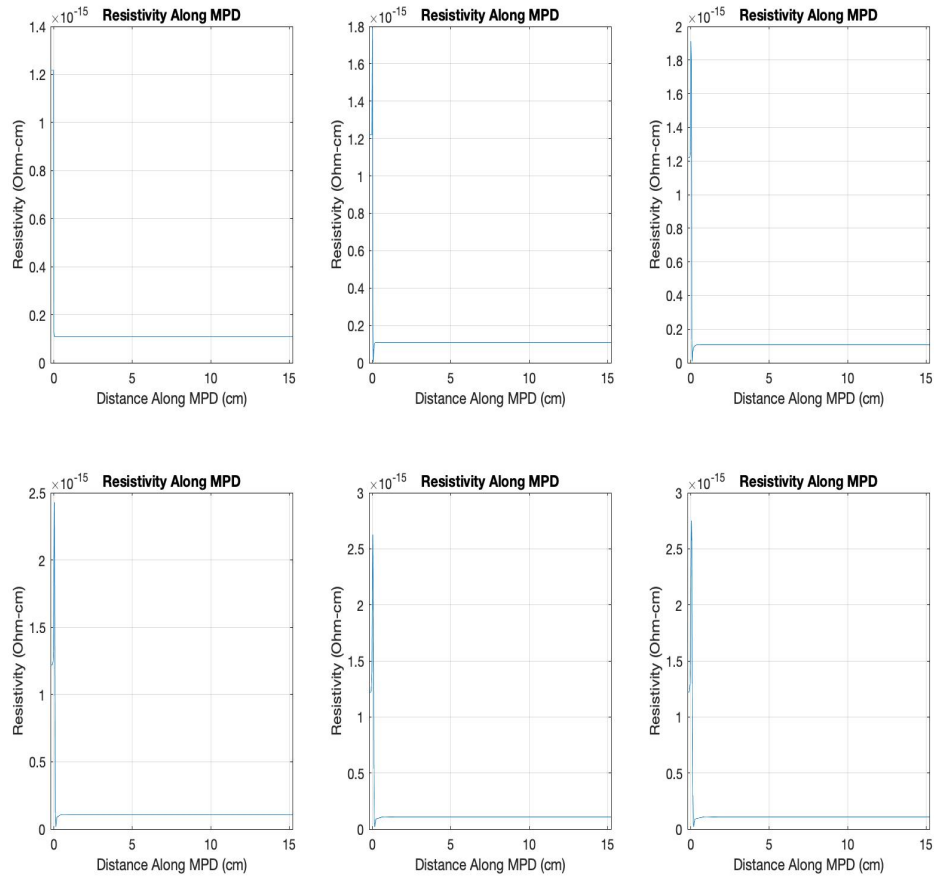 ×10⁻¹⁵ Resistivity Along MPD
1.4
1.2
1
0.8
0.6
0.4
0.2
0
Resistivity (Ohm-cm)
0 5 10 15
Distance Along MPD (cm)
×10⁻¹⁵ Resistivity Along MPD
1.8
1.6
1.4
1.2
1
0.8
0.6
0.4
0.2
0
Resistivity (Ohm-cm)
0 5 10 15
Distance Along MPD (cm)
×10⁻¹⁵ Resistivity Along MPD
2
1.8
1.6
1.4
1.2
1
0.8
0.6
0.4
0.2
0
Resistivity (Ohm-cm)
0 5 10 15
Distance Along MPD (cm)
×10⁻¹⁵ Resistivity Along MPD
2.5
2
1.5
1
0.5
0
Resistivity (Ohm-cm)
0 5 10 15
Distance Along MPD (cm)
×10⁻¹⁵ Resistivity Along MPD
3
2.5
2
1.5
1
0.5
0
Resistivity (Ohm-cm)
0 5 10 15
Distance Along MPD (cm)
×10⁻¹⁵ Resistivity Along MPD
3
2.5
2
1.5
1
0.5
0
Resistivity (Ohm-cm)
0 5 10 15
Distance Along MPD (cm)